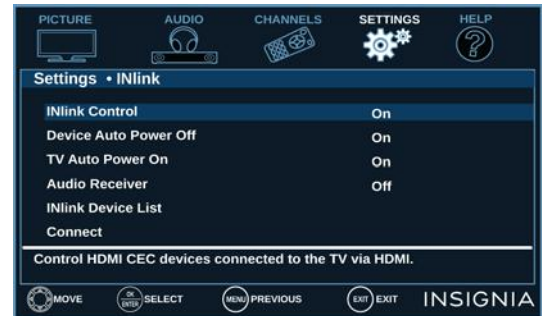 PICTURE AUDIO CHANNELS SETTINGS HELP
Settings • INlink
INlink Control On
Device Auto Power Off On
TV Auto Power On On
Audio Receiver Off
INlink Device List
Connect
Control HDMI CEC devices connected to the TV via HDMI.
MOVE OK ENTER SELECT MENU PREVIOUS EXIT EXIT INSIGNIA